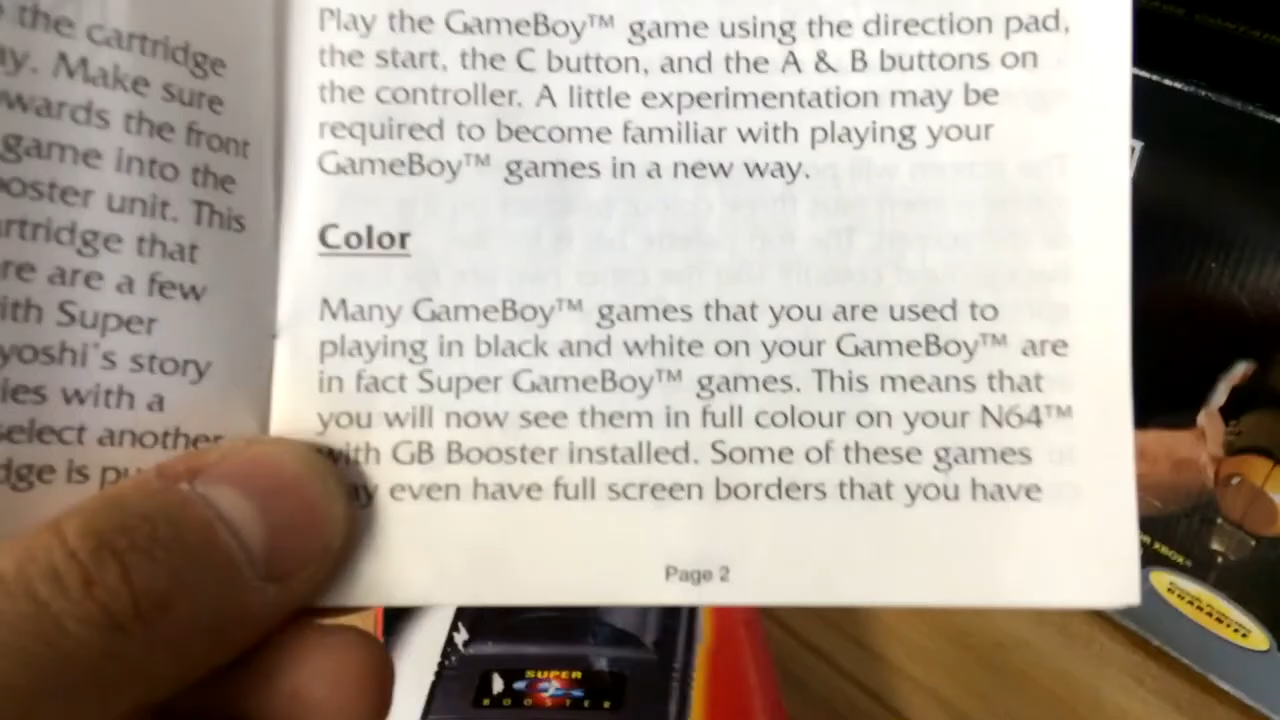 the cartridge
ay. Make sure
wards the front
game into the
ooster unit. This
artridge that
re are a few
ith Super
yoshi's story
ies with a
select another
dge is
Play the GameBoy™ game using the direction pad,
the start, the C button, and the A & B buttons on
the controller. A little experimentation may be
required to become familiar with playing your
GameBoy™ games in a new way.
Color
Many GameBoy™ games that you are used to
playing in black and white on your GameBoy™ are
in fact Super GameBoy™ games. This means that
you will now see them in full colour on your N64™
with GB Booster installed. Some of these games
even have full screen borders that you have
Page 2
SUPER
BOOSTER
GUARANTEE